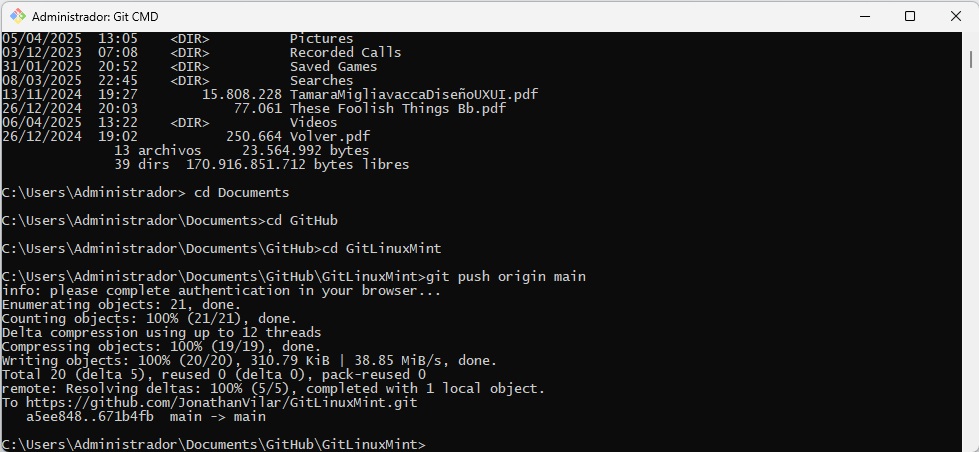 Administrador: Git CMD
05/04/2025  13:05    <DIR>          Pictures
03/12/2023  07:08    <DIR>          Recorded Calls
31/01/2025  20:52    <DIR>          Saved Games
08/03/2025  22:45    <DIR>          Searches
13/11/2024  19:27        15.808.228 TamaraMigliavaccaDiseñoUXUI.pdf
26/12/2024  20:03            77.061 These Foolish Things Bb.pdf
06/04/2025  13:22    <DIR>          Videos
26/12/2024  19:02           250.664 Volver.pdf
              13 archivos     23.564.992 bytes
              39 dirs  170.916.851.712 bytes libres
C:\Users\Administrador> cd Documents
C:\Users\Administrador\Documents>cd GitHub
C:\Users\Administrador\Documents\GitHub>cd GitLinuxMint
C:\Users\Administrador\Documents\GitHub\GitLinuxMint>git push origin main
info: please complete authentication in your browser...
Enumerating objects: 21, done.
Counting objects: 100% (21/21), done.
Delta compression using up to 12 threads
Compressing objects: 100% (19/19), done.
Writing objects: 100% (20/20), 310.79 KiB | 38.85 MiB/s, done.
Total 20 (delta 5), reused 0 (delta 0), pack-reused 0
remote: Resolving deltas: 100% (5/5), completed with 1 local object.
To https://github.com/JonathanVilar/GitLinuxMint.git
   a5ee848..671b4fb  main -> main
C:\Users\Administrador\Documents\GitHub\GitLinuxMint>